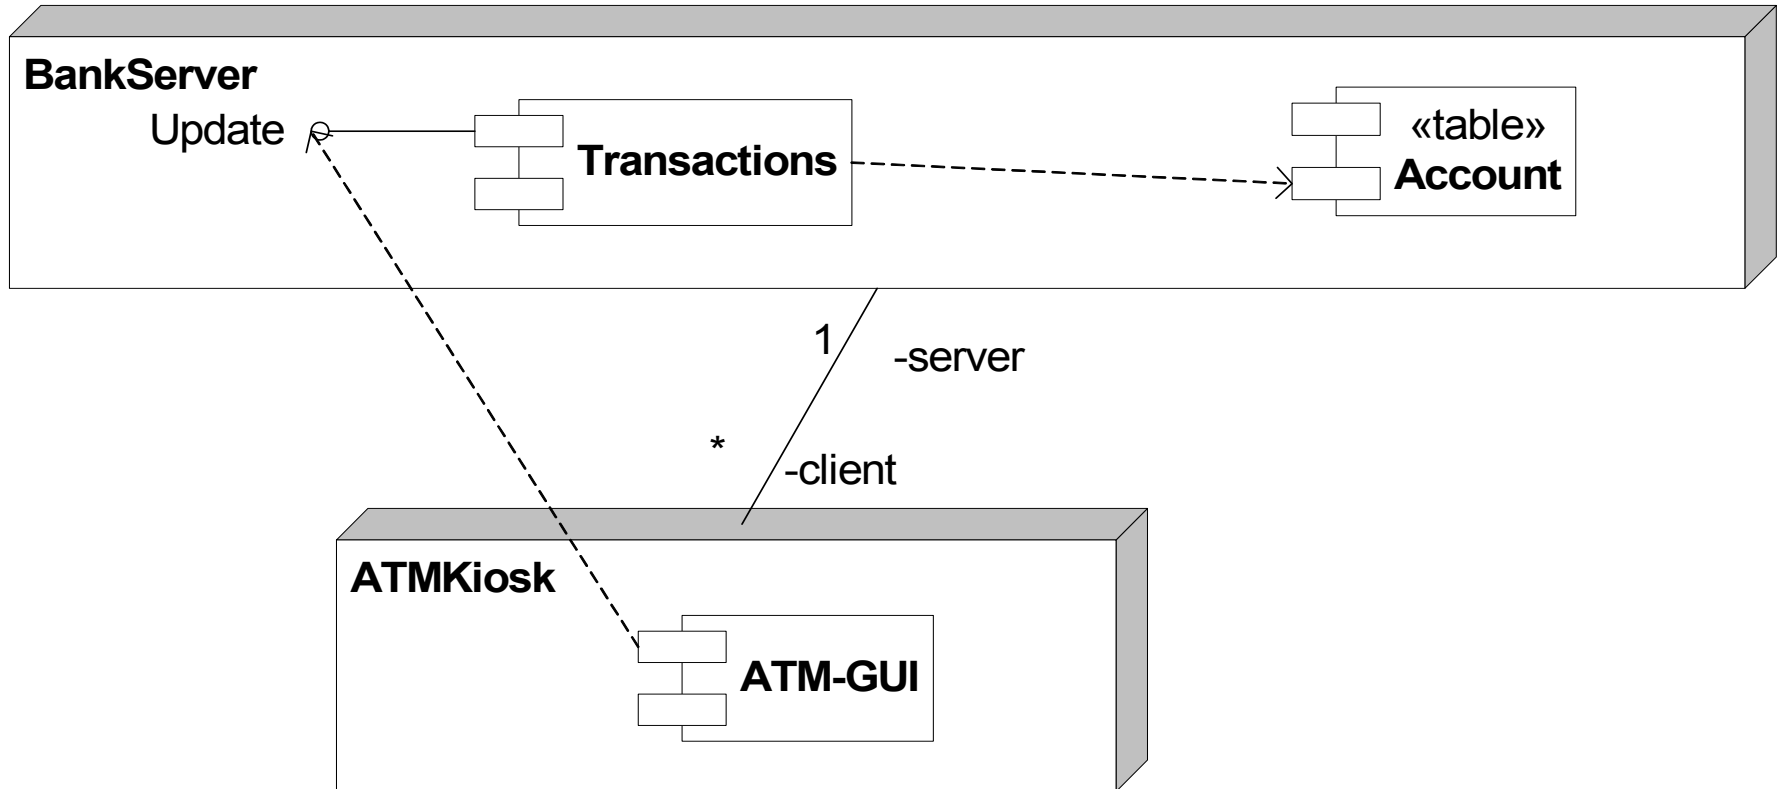 BankServer
Update
Transactions
«table»
Account
1
-server
*
-client
ATMKiosk
ATM-GUI